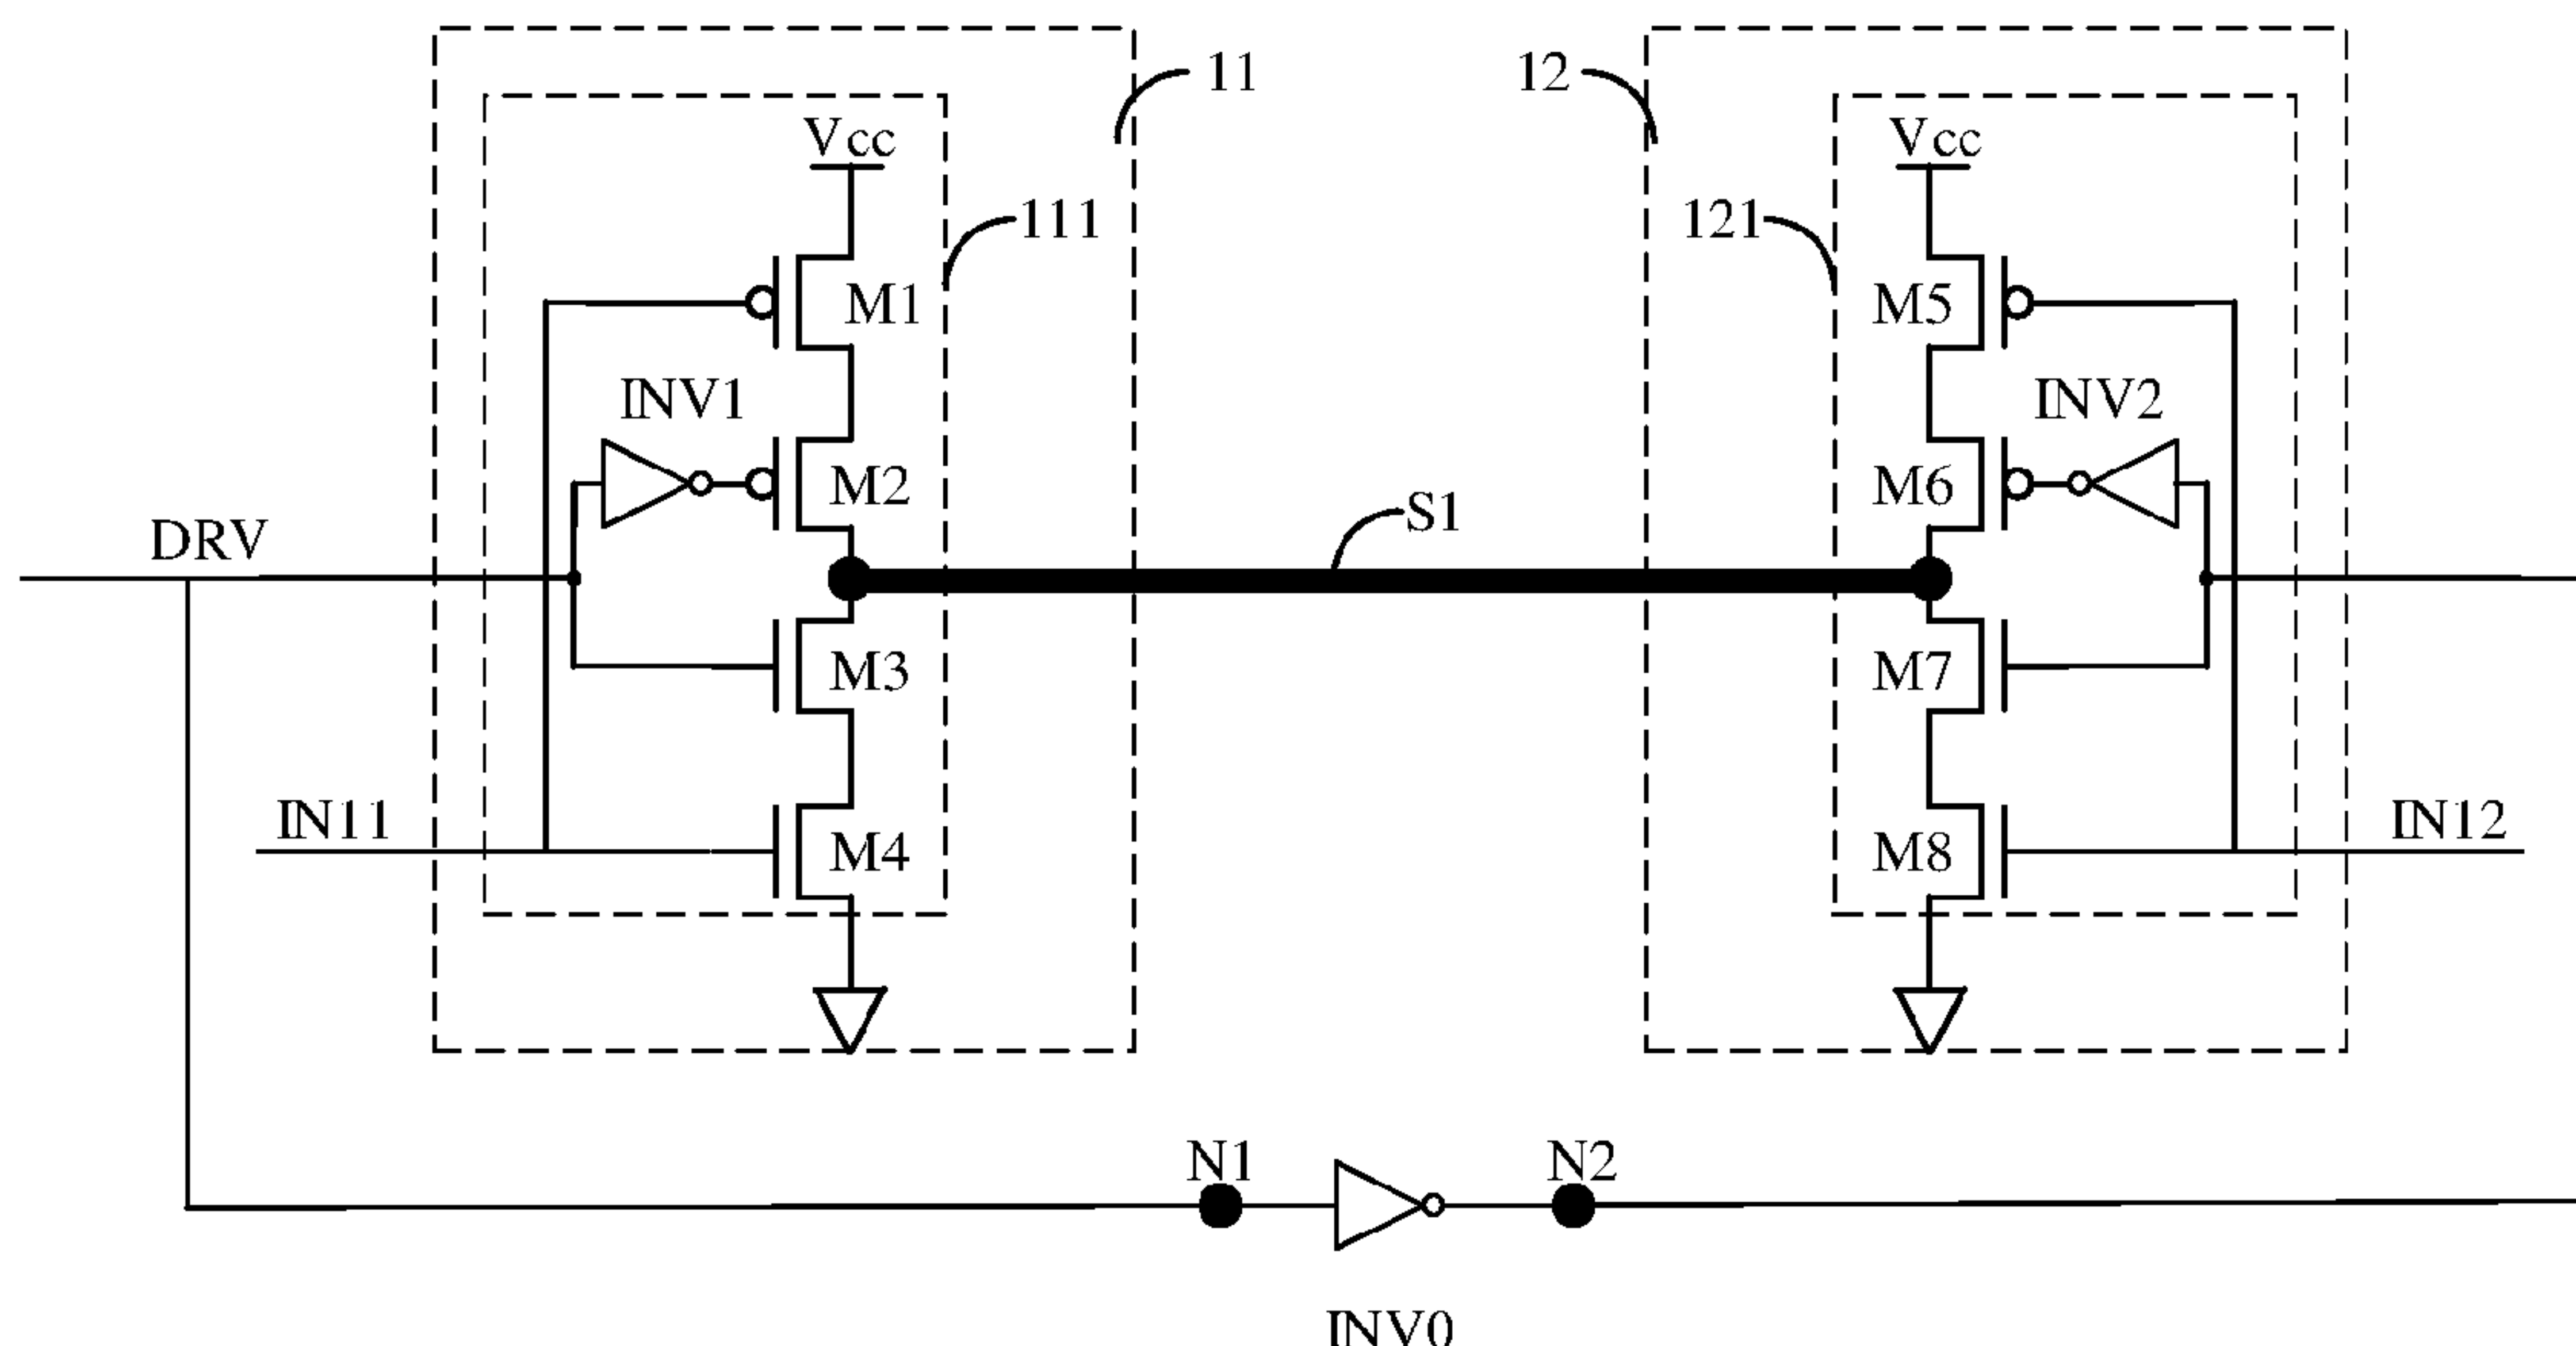 11
12
Vcc
Vcc
111
121
M1
M5
INV1
INV2
M2
M6
S1
DRV
M3
M7
IN11
IN12
M4
M8
N1
N2
INV0